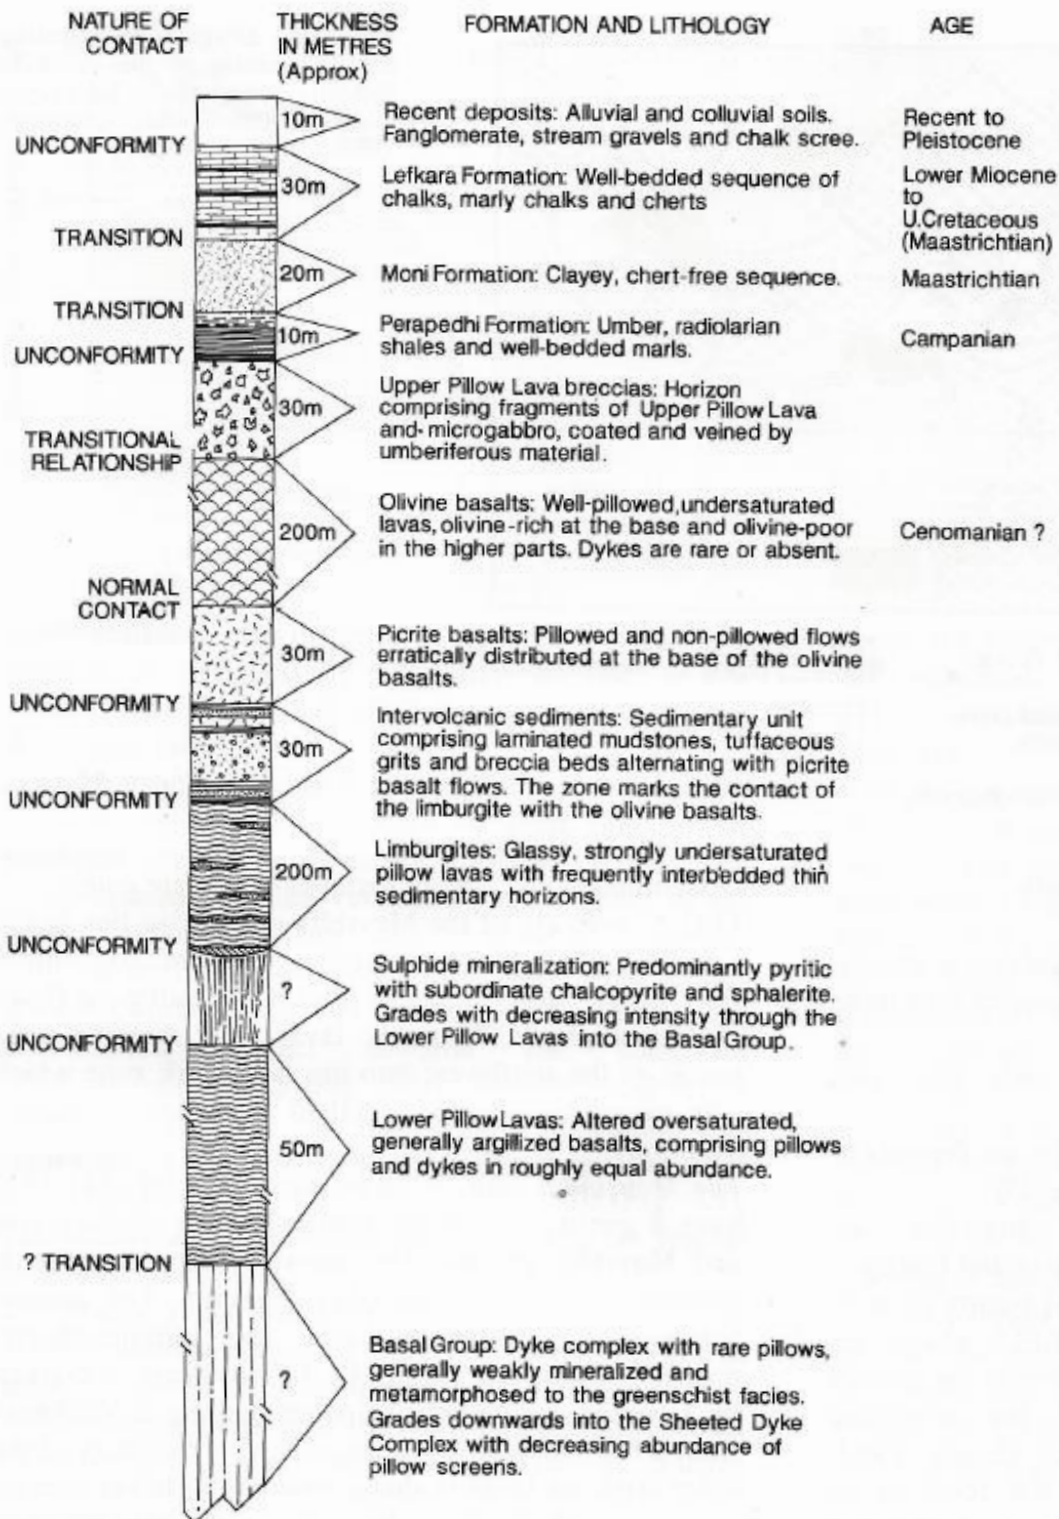 NATURE OF
CONTACT
THICKNESS
IN METRES
(Approx)
FORMATION AND LITHOLOGY
AGE
10m
Recent deposits: Alluvial and colluvial soils.
Fanglomerate, stream gravels and chalk scree.
Recent to
Pleistocene
UNCONFORMITY
30m
Lefkara Formation: Well-bedded sequence of
chalks, marly chalks and cherts
Lower Miocene
to
U.Cretaceous
(Maastrichtian)
TRANSITION
20m
Moni Formation: Clayey, chert-free sequence.
Maastrichtian
TRANSITION
10m
Perapedhi Formation: Umber, radiolarian
shales and well-bedded marls.
Campanian
UNCONFORMITY
30m
Upper Pillow Lava breccias: Horizon
comprising fragments of Upper Pillow Lava
and- microgabbro, coated and veined by
umberiferous material.
TRANSITIONAL
RELATIONSHIP
200m
Olivine basalts: Well-pillowed, undersaturated
lavas, olivine-rich at the base and olivine-poor
in the higher parts. Dykes are rare or absent.
Cenomanian ?
NORMAL
CONTACT
30m
Picrite basalts: Pillowed and non-pillowed flows
erratically distributed at the base of the olivine
basalts.
UNCONFORMITY
30m
Intervolcanic sediments: Sedimentary unit
comprising laminated mudstones, tuffaceous
grits and breccia beds alternating with picrite
basalt flows. The zone marks the contact of
the limburgite with the olivine basalts.
UNCONFORMITY
200m
Limburgites: Glassy, strongly undersaturated
pillow lavas with frequently interbedded thin
sedimentary horizons.
UNCONFORMITY
?
Sulphide mineralization: Predominantly pyritic
with subordinate chalcopyrite and sphalerite.
Grades with decreasing intensity through the
Lower Pillow Lavas into the Basal Group.
UNCONFORMITY
50m
Lower Pillow Lavas: Altered oversaturated,
generally argillized basalts, comprising pillows
and dykes in roughly equal abundance.
? TRANSITION
?
Basal Group: Dyke complex with rare pillows,
generally weakly mineralized and
metamorphosed to the greenschist facies.
Grades downwards into the Sheeted Dyke
Complex with decreasing abundance of
pillow screens.